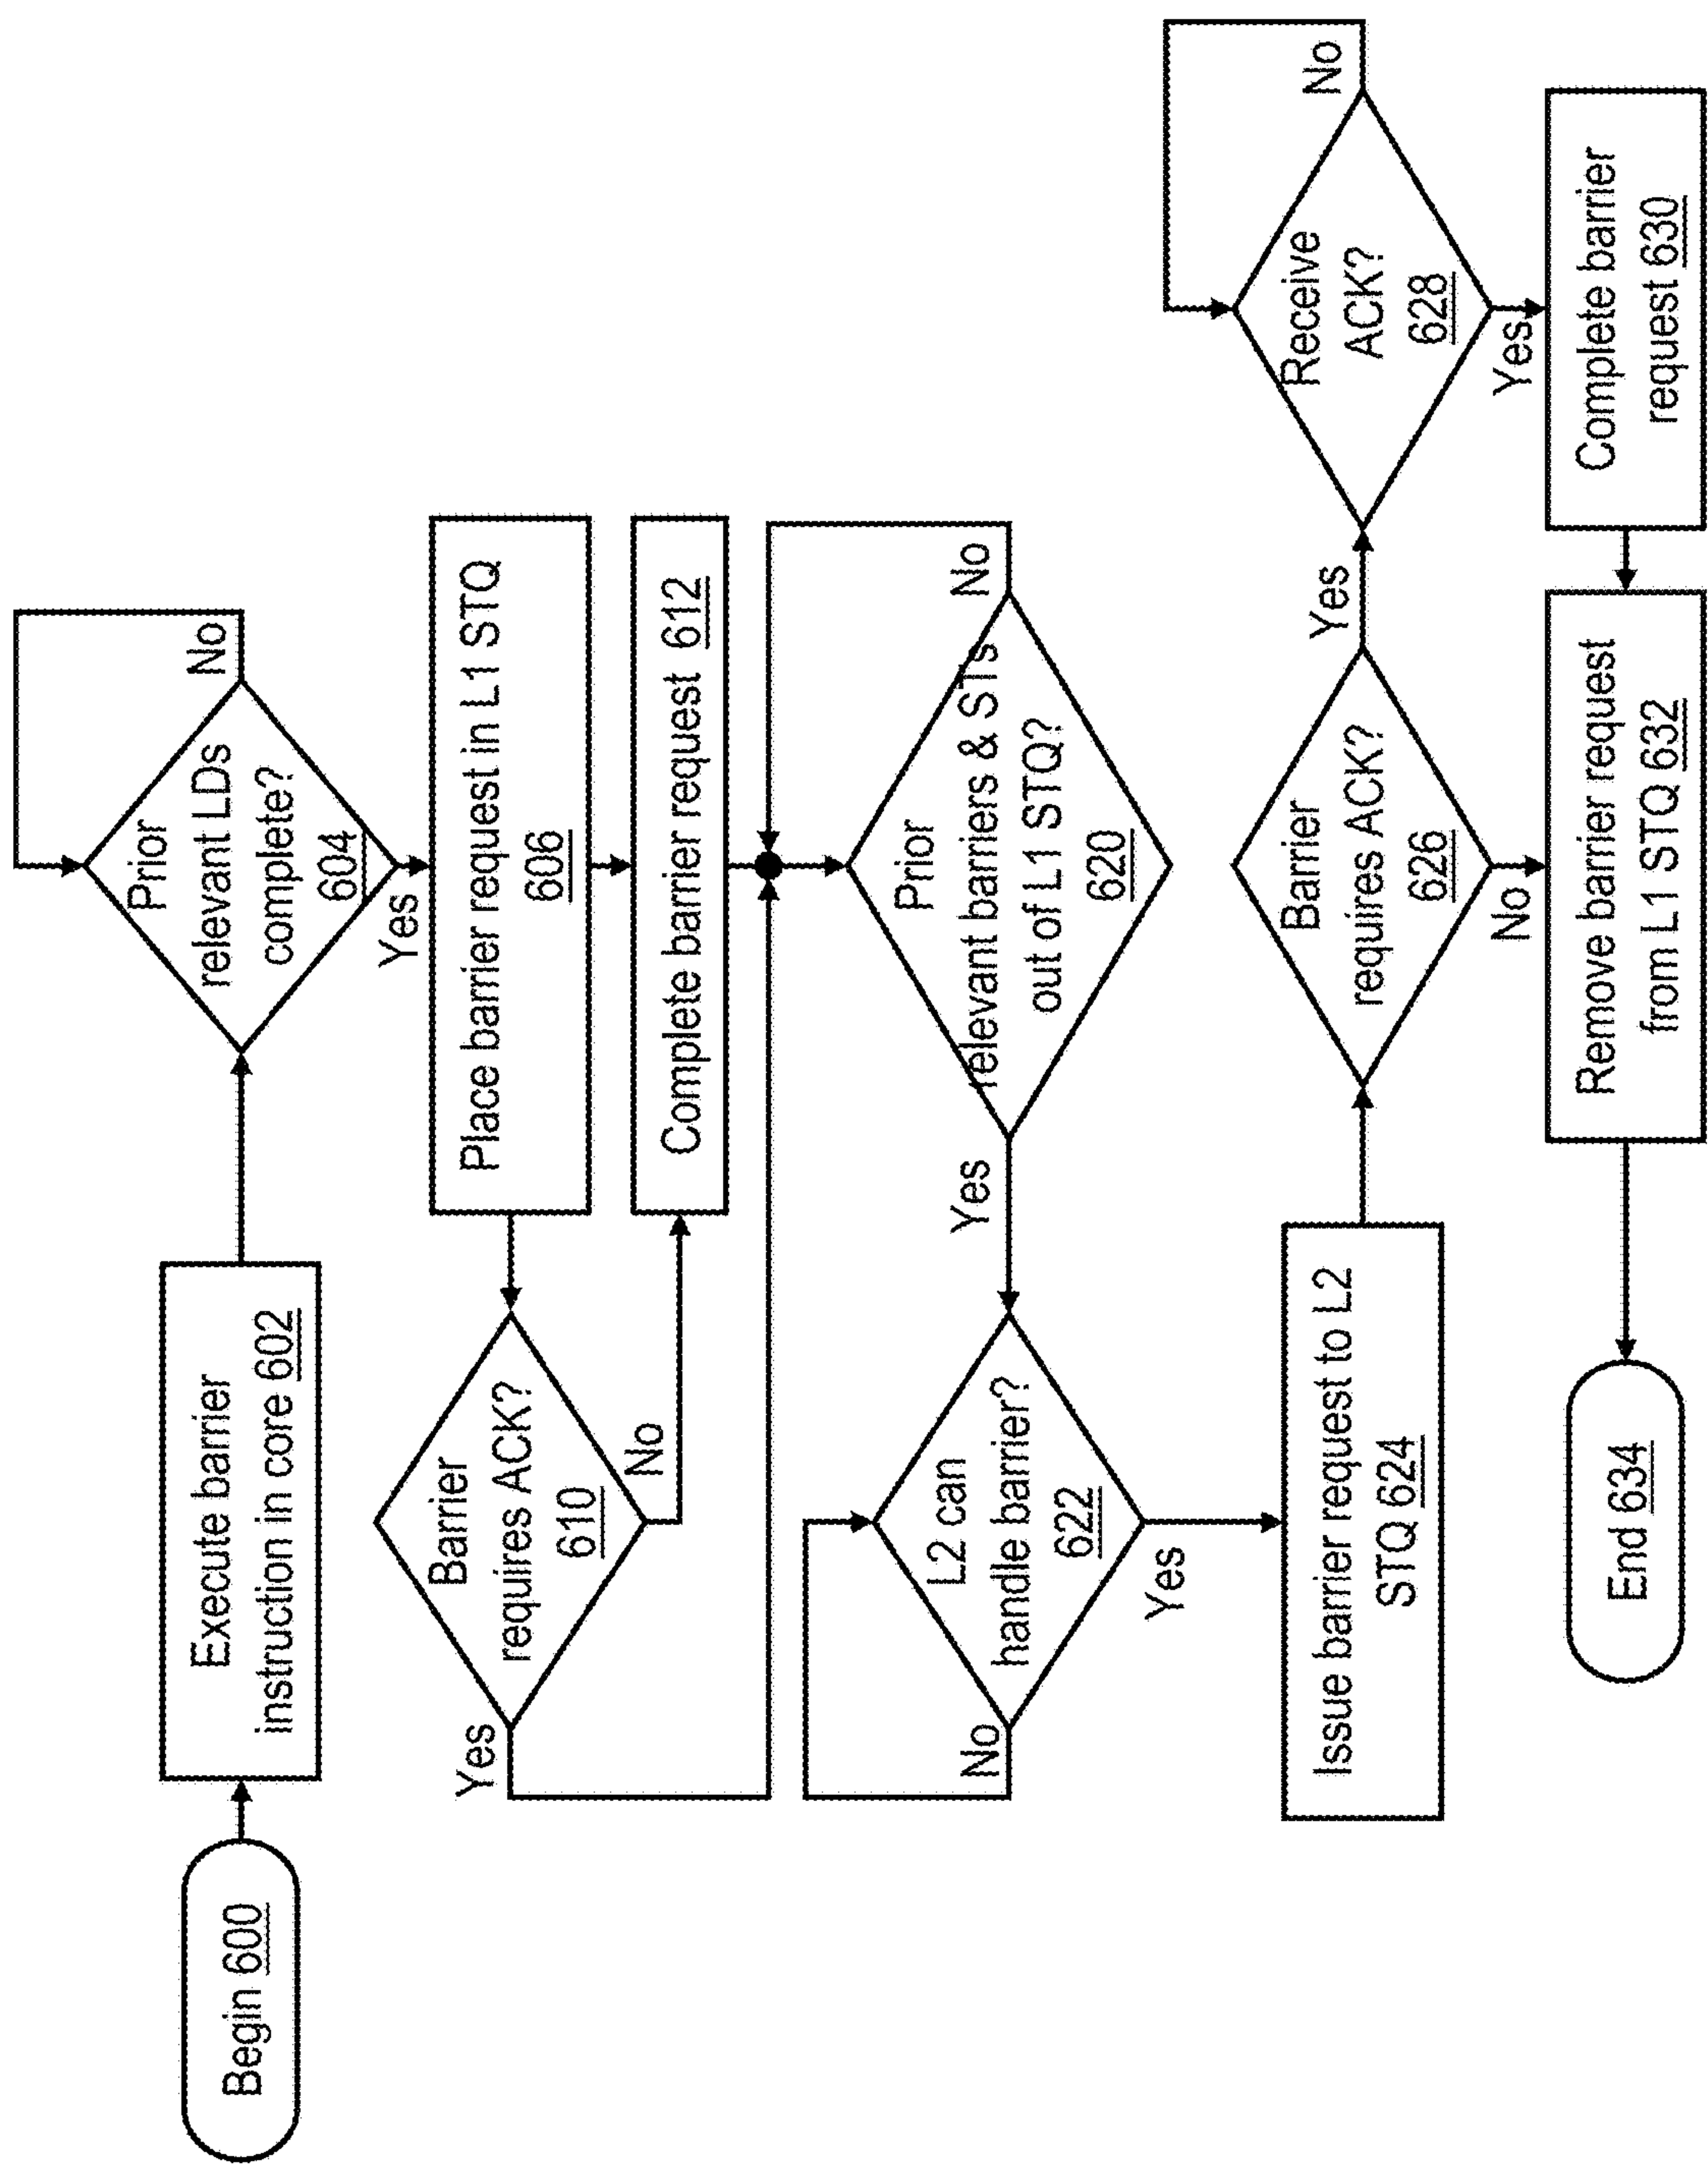 Begin 600
Execute barrier
instruction in core 602
Prior
relevant LDs
complete?
604
No
Yes
Place barrier request in L1 STQ
606
Barrier
requires ACK?
610
Yes
No
Complete barrier request 612
Prior
relevant barriers & STs
out of L1 STQ?
620
No
Yes
L2 can
handle barrier?
622
No
Yes
Issue barrier request to L2
STQ 624
Barrier
requires ACK?
626
Yes
No
Receive
ACK?
628
No
Yes
Complete barrier
request 630
Remove barrier request
from L1 STQ 632
End 634